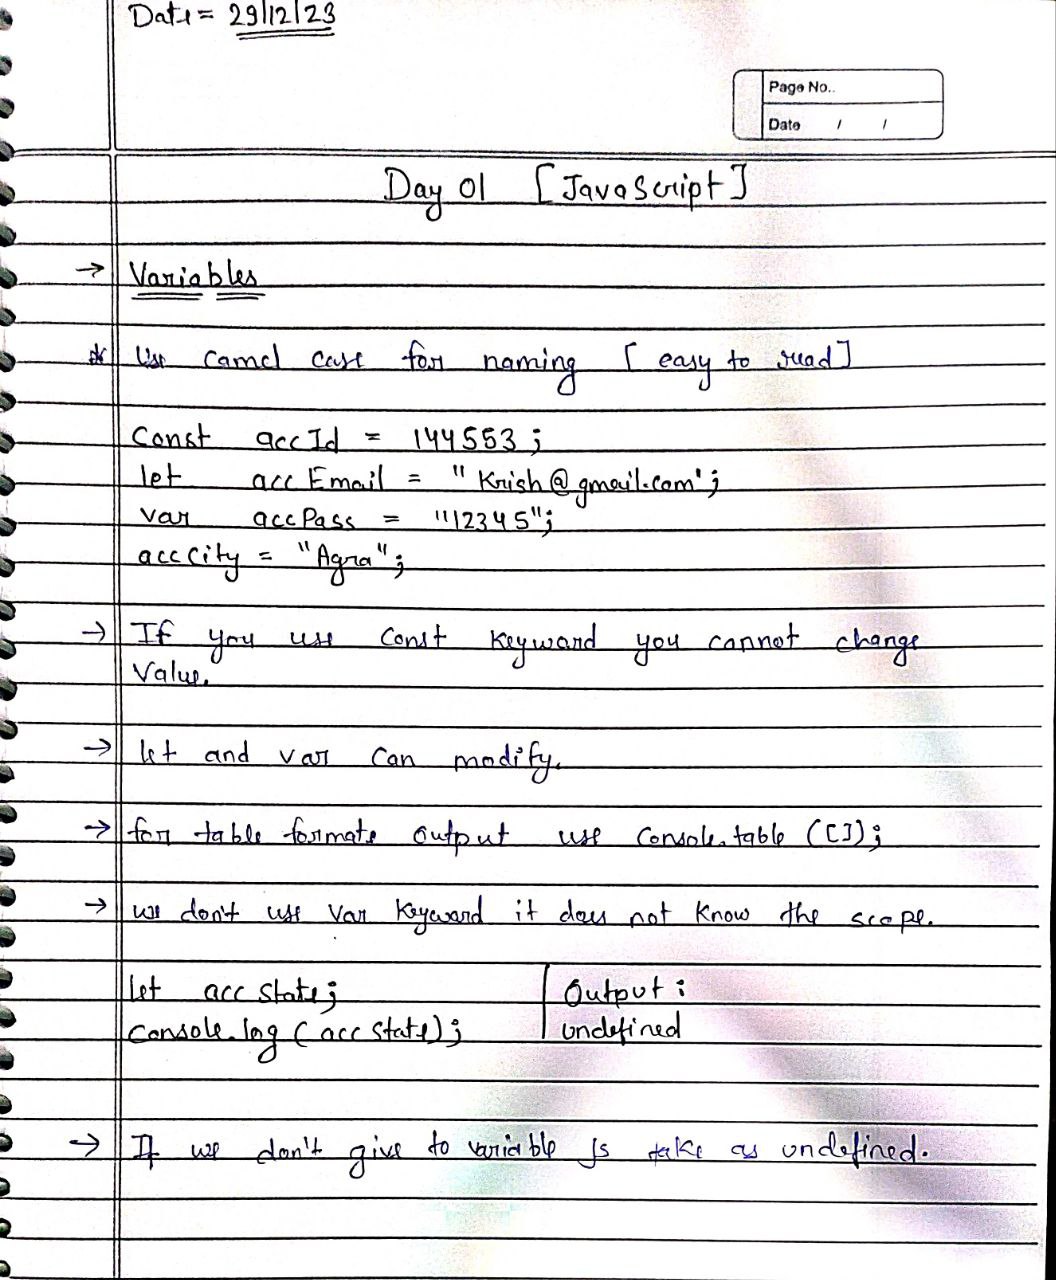 Date = 29/12/23
Page No..
Date / /
Day 01 [JavaScript]
→ Variables
* Use camel case for naming [easy to read]
Const accId = 144553;
let accEmail = "Krish@gmail.com";
var accPass = "12345";
accCity = "Agra";
→ If you use const keyword you cannot change
Value.
→ let and var can modify.
→ for table formate output use console.table ([]);
→ we don't use var keyword it does not know the scope.
let accState; | Output :
Console.log (accState); | undefined
→ If we don't give to variable Js take as undefined.